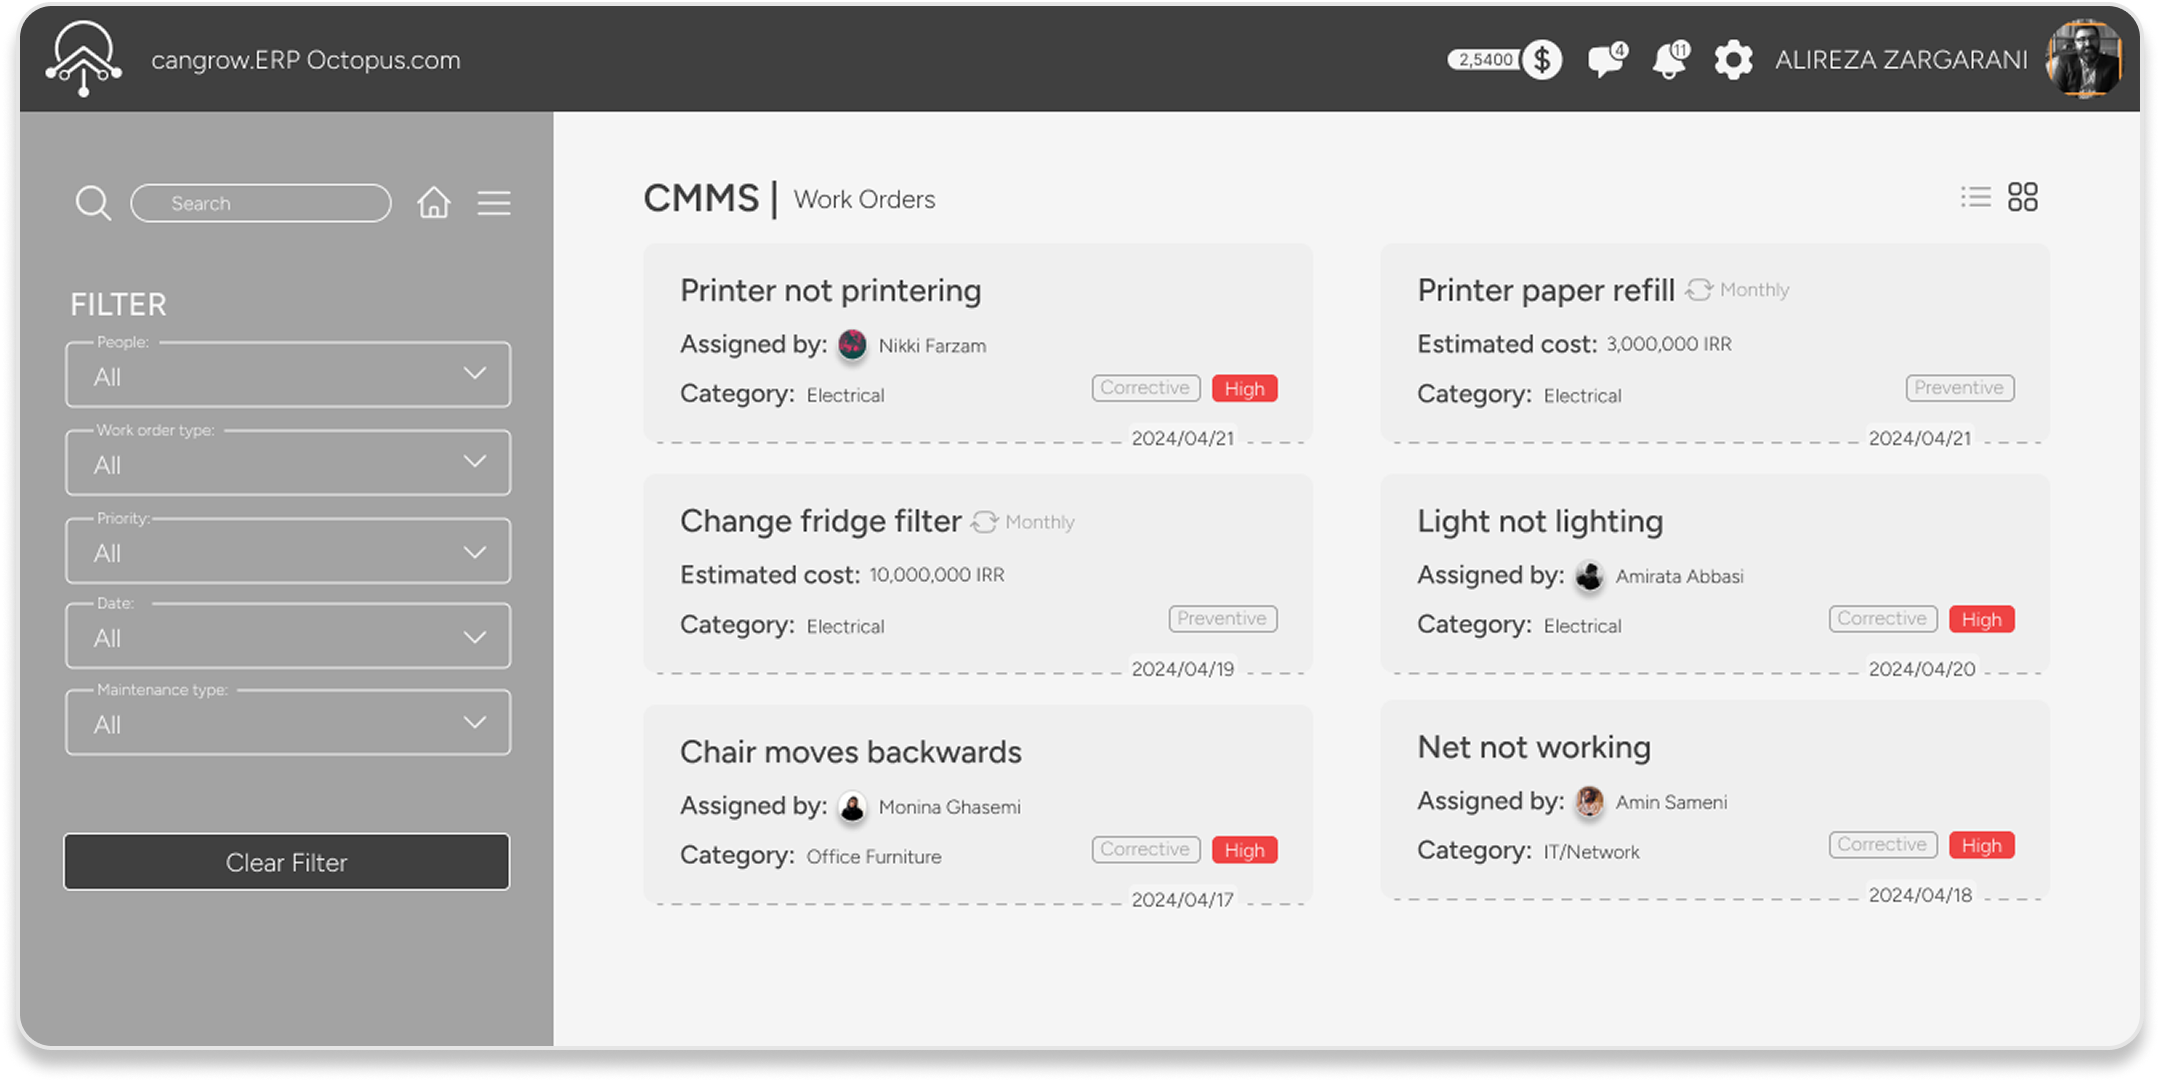 cangrow.ERP Octopus.com
2,5400
$
4
11
ALIREZA ZARGARANI
Search
FILTER
People:
All
Work order type:
All
Priority:
All
Date:
All
Maintenance type:
All
Clear Filter
CMMS | Work Orders
Printer not printering
Assigned by: Nikki Farzam
Category: Electrical
Corrective High
2024/04/21
Printer paper refill Monthly
Estimated cost: 3,000,000 IRR
Category: Electrical
Preventive
2024/04/21
Change fridge filter Monthly
Estimated cost: 10,000,000 IRR
Category: Electrical
Preventive
2024/04/19
Light not lighting
Assigned by: Amirata Abbasi
Category: Electrical
Corrective High
2024/04/20
Chair moves backwards
Assigned by: Monina Ghasemi
Category: Office Furniture
Corrective High
2024/04/17
Net not working
Assigned by: Amin Sameni
Category: IT/Network
Corrective High
2024/04/18